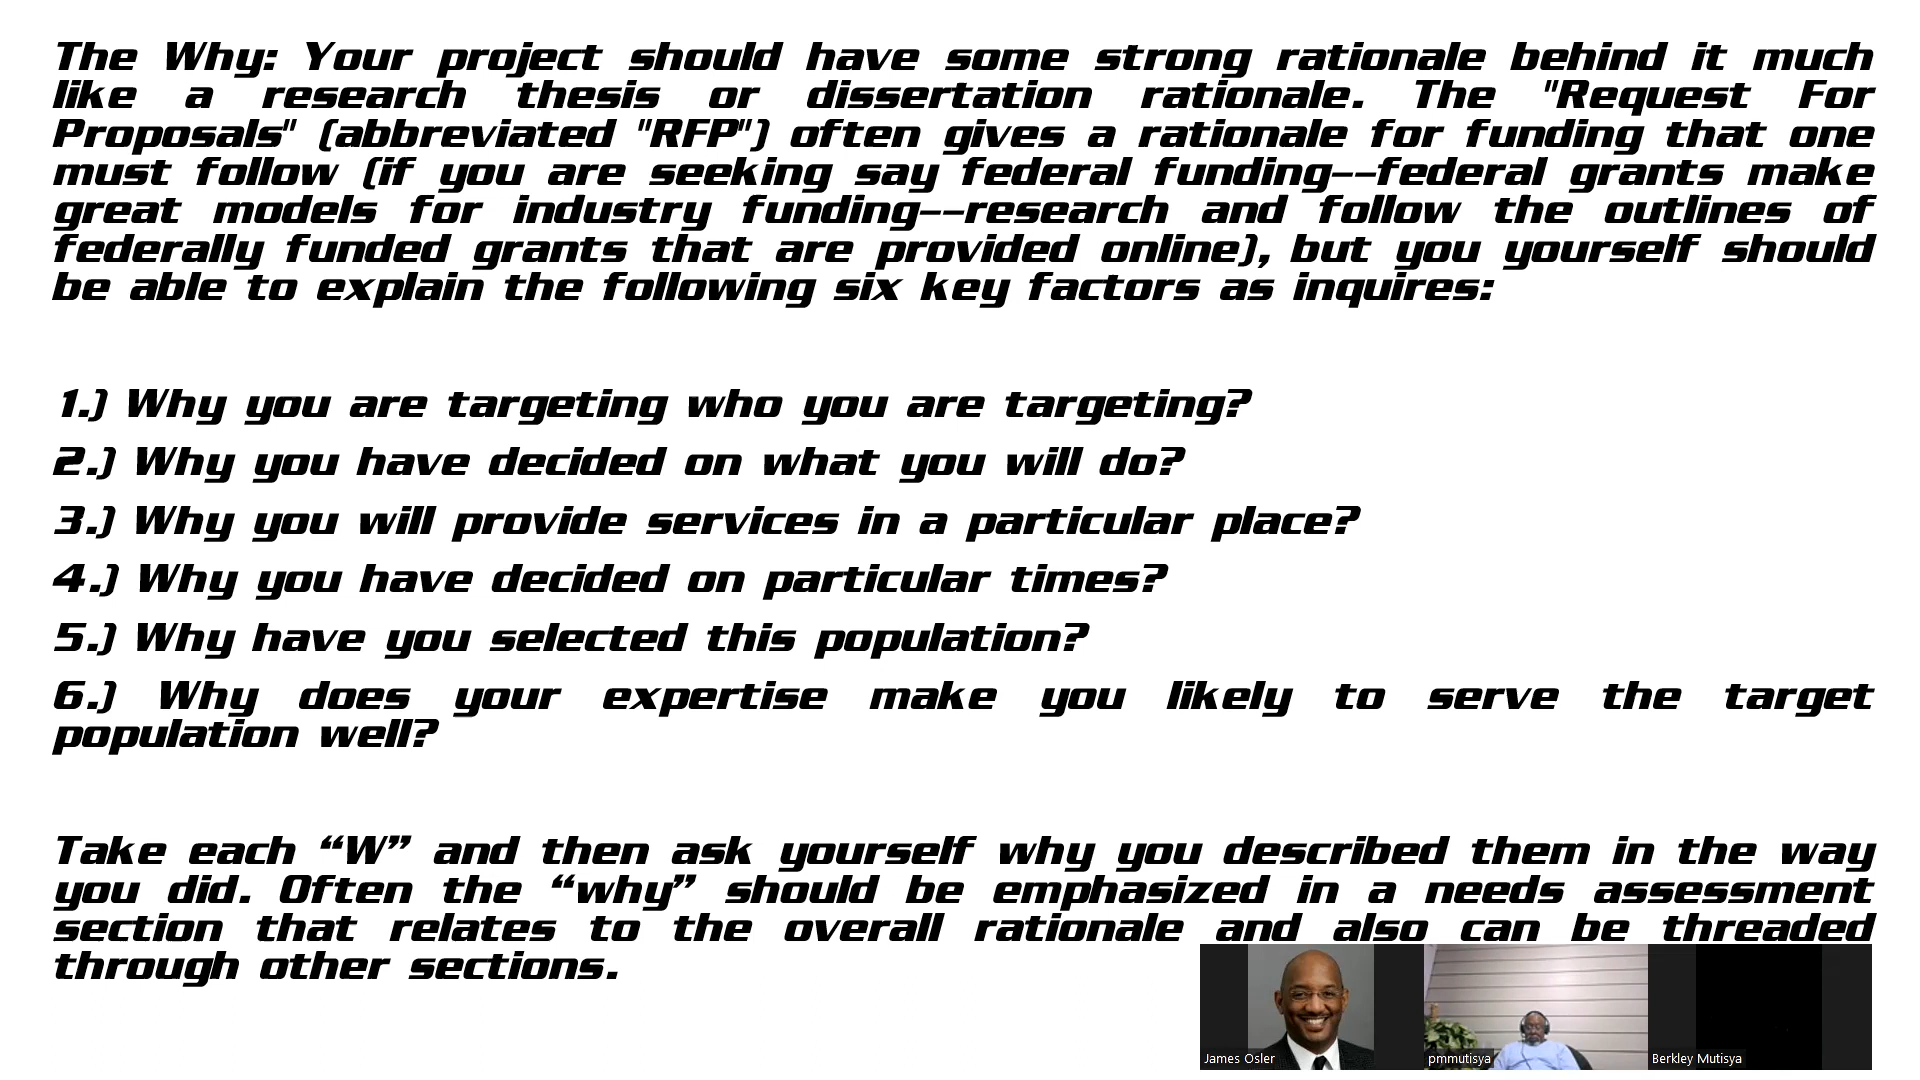 The Why: Your project should have some strong rationale behind it much
like a research thesis or dissertation rationale. The "Request For
Proposals" (abbreviated "RFP") often gives a rationale for funding that one
must follow (if you are seeking say federal funding--federal grants make
great models for industry funding--research and follow the outlines of
federally funded grants that are provided online), but you yourself should
be able to explain the following six key factors as inquires:
1.) Why you are targeting who you are targeting?
2.) Why you have decided on what you will do?
3.) Why you will provide services in a particular place?
4.) Why you have decided on particular times?
5.) Why have you selected this population?
6.) Why does your expertise make you likely to serve the target
population well?
Take each “W” and then ask yourself why you described them in the way
you did. Often the “why” should be emphasized in a needs assessment
section that relates to the overall rationale and also can be threaded
through other sections.
James Osler
pmmutisya
Berkley Mutisya